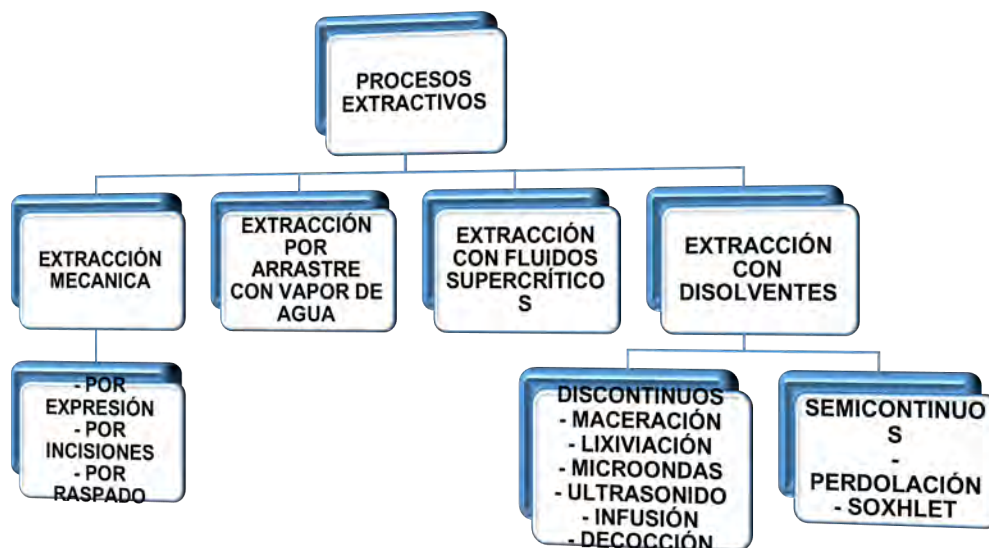 PROCESOS
EXTRACTIVOS
EXTRACCIÓN
MECANICA
EXTRACCIÓN
POR
ARRASTRE
CON VAPOR DE
AGUA
EXTRACCIÓN
CON FLUIDOS
SUPERCRÍTICO
S
EXTRACCIÓN
CON
DISOLVENTES
- POR
EXPRESIÓN
- POR
INCISIONES
- POR
RASPADO
DISCONTINUOS
- MACERACIÓN
- LIXIVIACIÓN
- MICROONDAS
- ULTRASONIDO
- INFUSIÓN
- DECOCCIÓN
SEMICONTINUO
S
-
PERDOLACIÓN
- SOXHLET